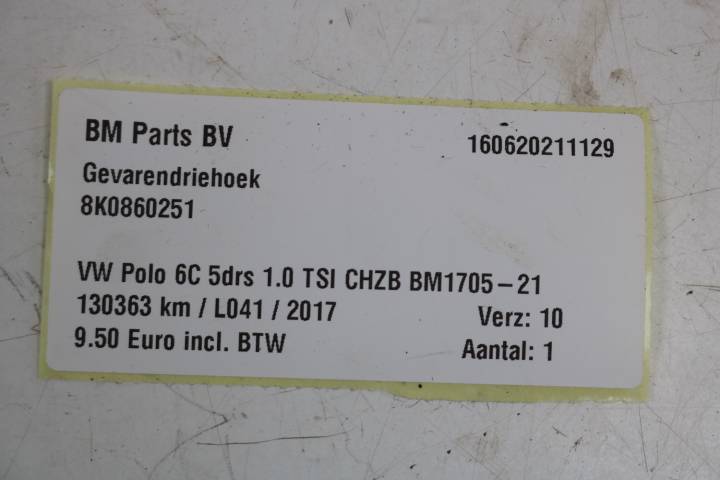 BM Parts BV 160620211129
Gevarendriehoek
8K0860251
VW Polo 6C 5drs 1.0 TSI CHZB BM1705-21
130363 km / L041 / 2017 Verz: 10
9.50 Euro incl. BTW Aantal: 1